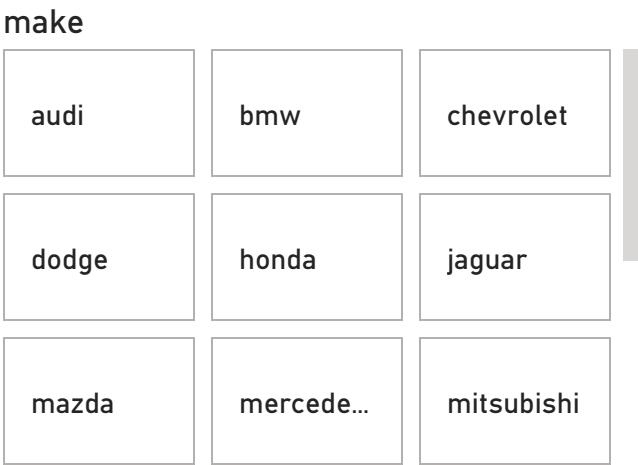 make
audi
bmw
chevrolet
dodge
honda
jaguar
mazda
mercede...
mitsubishi